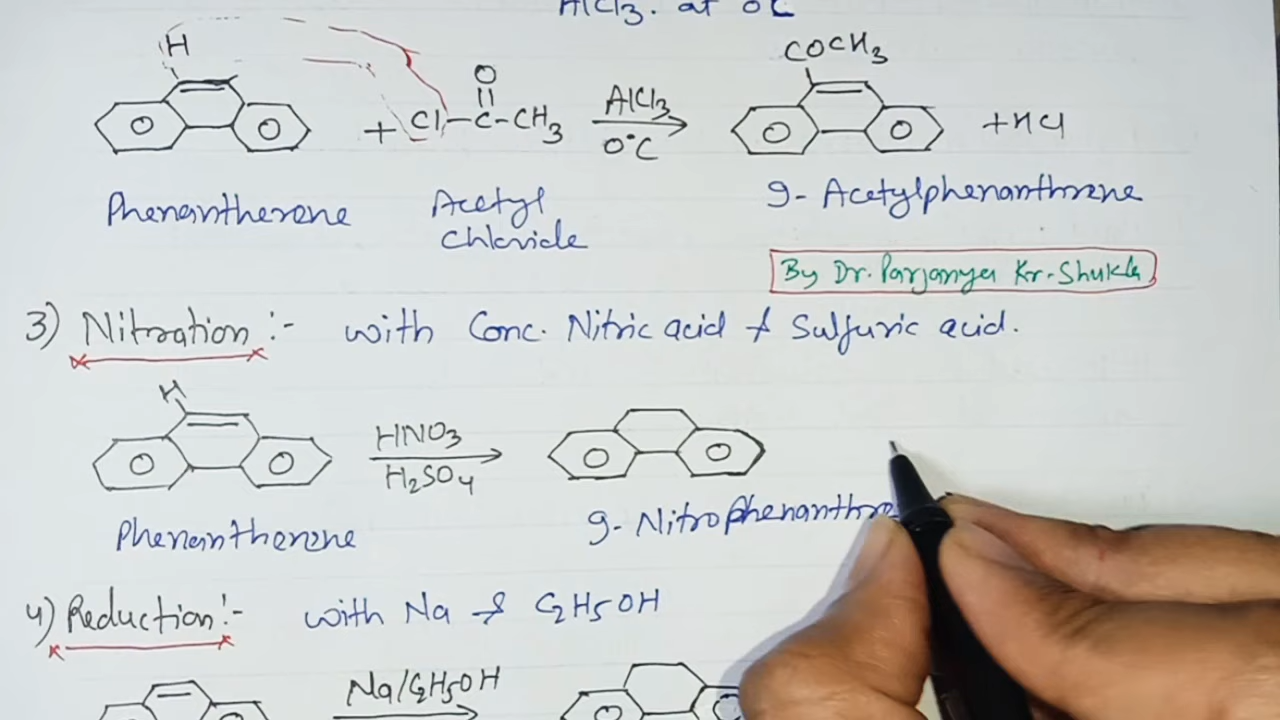 AlCl3. at 0C
H
COCH3
O
AlCl3
+ Cl-C-CH3
0°C
+HCl
Phenantherene
Acetyl
Chloride
9- Acetylphenanthrene
By Dr. Parjanya Kr. Shukla
3) Nitration :- with Conc. Nitric acid & Sulfuric acid.
H
HNO3
H2SO4
Phenantherene
9- Nitrophenanthre
4) Reduction :- with Na & C2H5OH
Na/C2H5OH